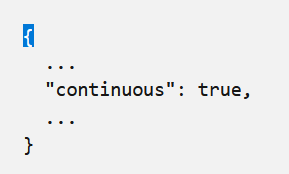 {
...
"continuous": true,
...
}